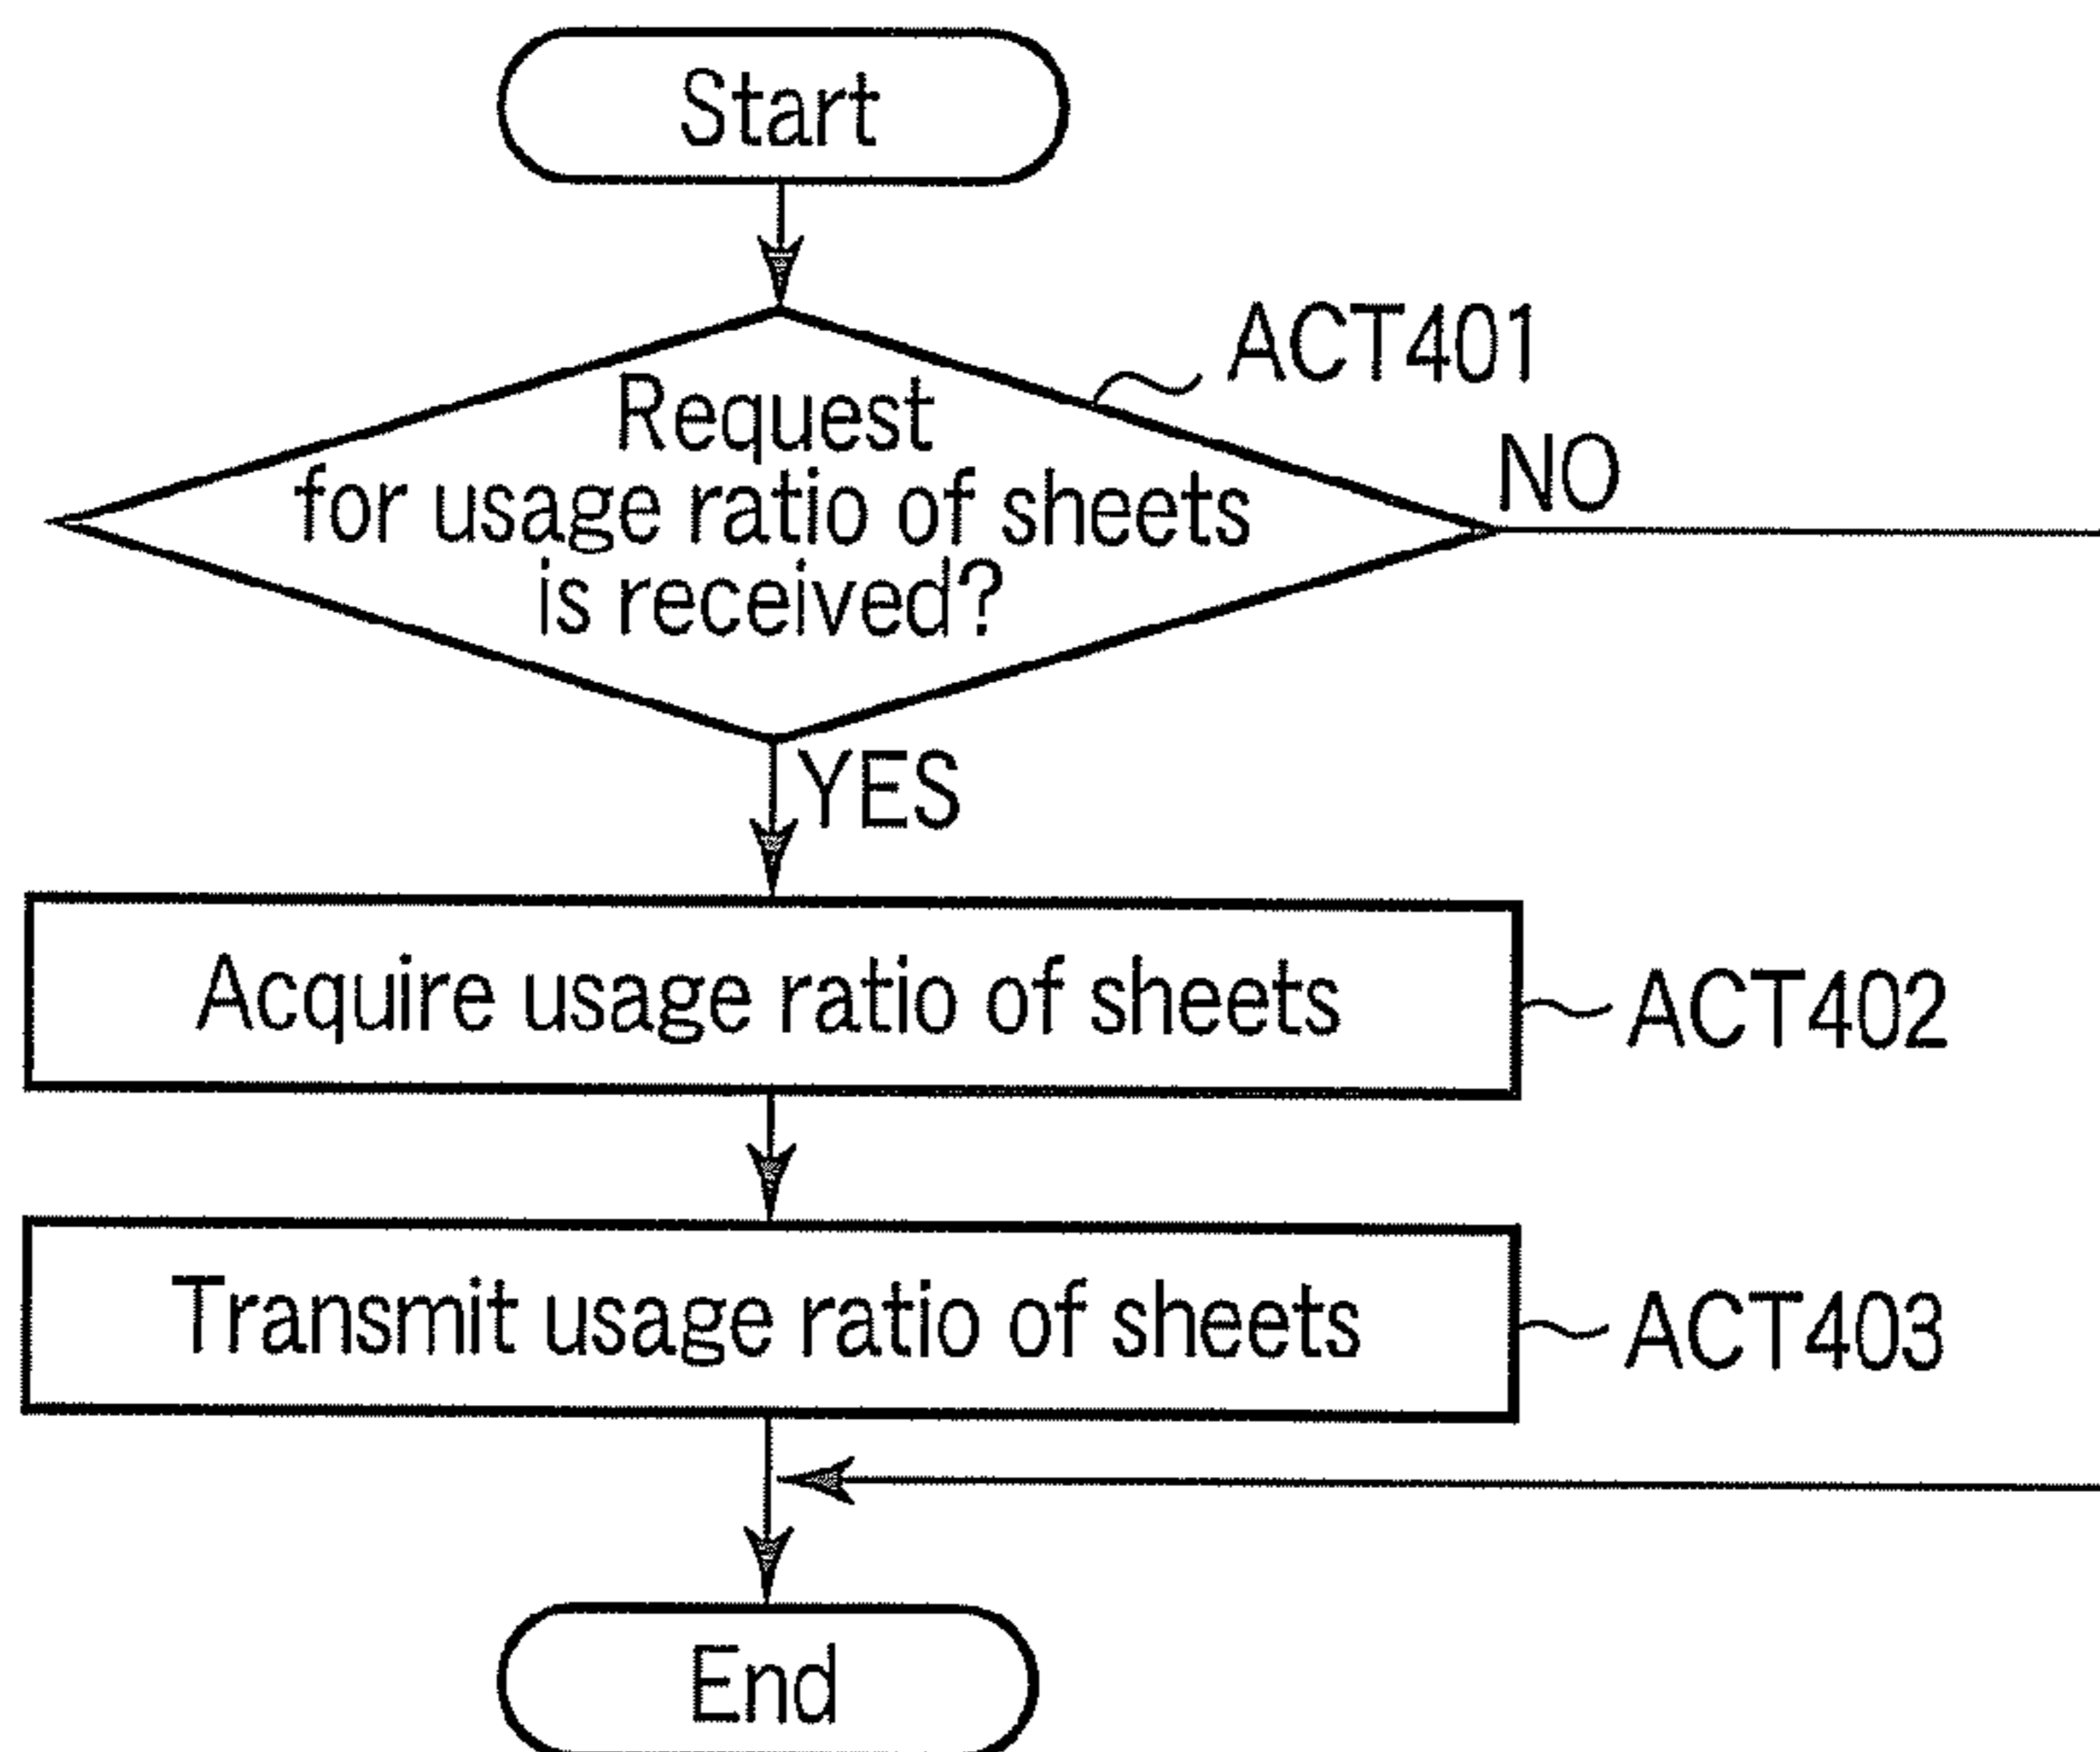 Start
ACT401
Request
for usage ratio of sheets
is received?
NO
YES
Acquire usage ratio of sheets
ACT402
Transmit usage ratio of sheets
ACT403
End